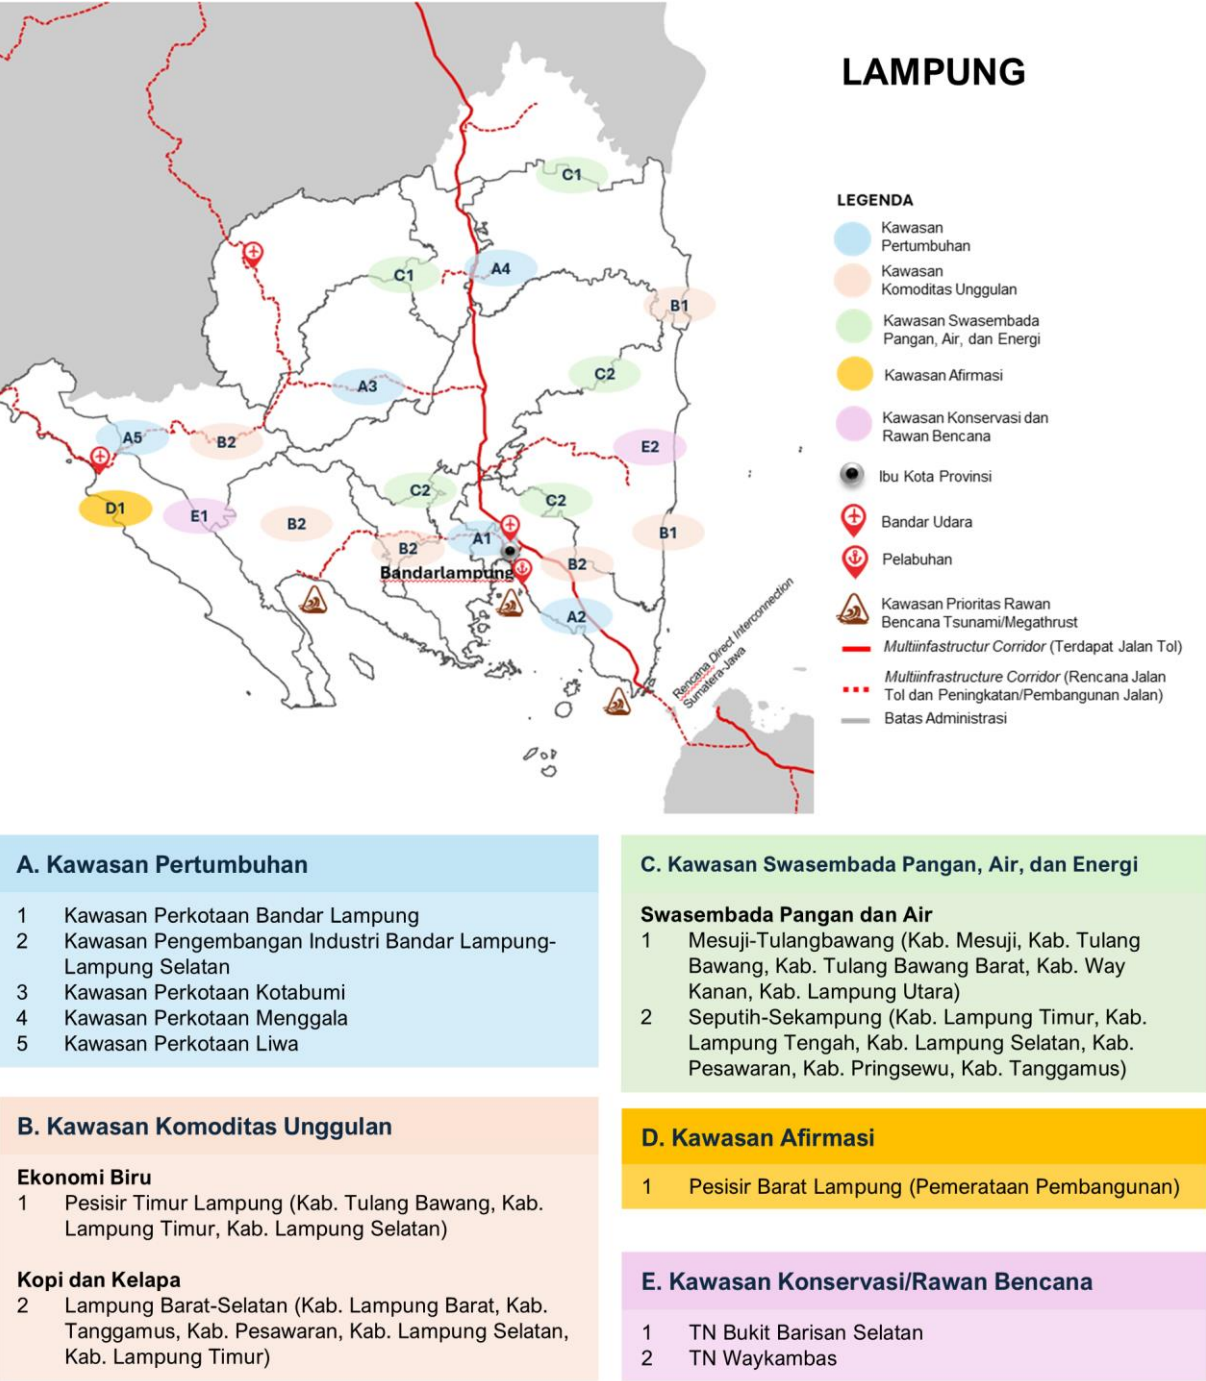 LAMPUNG
C1
C1
A4
B1
A3
C2
A5
B2
E2
D1
E1
B2
C2
C2
B2
A1
B1
B2
Bandarlampung
A2
Rencana Direct Interconnection
Sumatera-Jawa
LEGENDA
Kawasan
Pertumbuhan
Kawasan
Komoditas Unggulan
Kawasan Swasembada
Pangan, Air, dan Energi
Kawasan Afirmasi
Kawasan Konservasi dan
Rawan Bencana
Ibu Kota Provinsi
Bandar Udara
Pelabuhan
Kawasan Prioritas Rawan
Bencana Tsunami/Megathrust
Multiinfastructur Corridor (Terdapat Jalan Tol)
Multiinfrastructure Corridor (Rencana Jalan
Tol dan Peningkatan/Pembangunan Jalan)
Batas Administrasi
A. Kawasan Pertumbuhan
1 Kawasan Perkotaan Bandar Lampung
2 Kawasan Pengembangan Industri Bandar Lampung-
Lampung Selatan
3 Kawasan Perkotaan Kotabumi
4 Kawasan Perkotaan Menggala
5 Kawasan Perkotaan Liwa
B. Kawasan Komoditas Unggulan
Ekonomi Biru
1 Pesisir Timur Lampung (Kab. Tulang Bawang, Kab.
Lampung Timur, Kab. Lampung Selatan)
Kopi dan Kelapa
2 Lampung Barat-Selatan (Kab. Lampung Barat, Kab.
Tanggamus, Kab. Pesawaran, Kab. Lampung Selatan,
Kab. Lampung Timur)
C. Kawasan Swasembada Pangan, Air, dan Energi
Swasembada Pangan dan Air
1 Mesuji-Tulangbawang (Kab. Mesuji, Kab. Tulang
Bawang, Kab. Tulang Bawang Barat, Kab. Way
Kanan, Kab. Lampung Utara)
2 Seputih-Sekampung (Kab. Lampung Timur, Kab.
Lampung Tengah, Kab. Lampung Selatan, Kab.
Pesawaran, Kab. Pringsewu, Kab. Tanggamus)
D. Kawasan Afirmasi
1 Pesisir Barat Lampung (Pemerataan Pembangunan)
E. Kawasan Konservasi/Rawan Bencana
1 TN Bukit Barisan Selatan
2 TN Waykambas